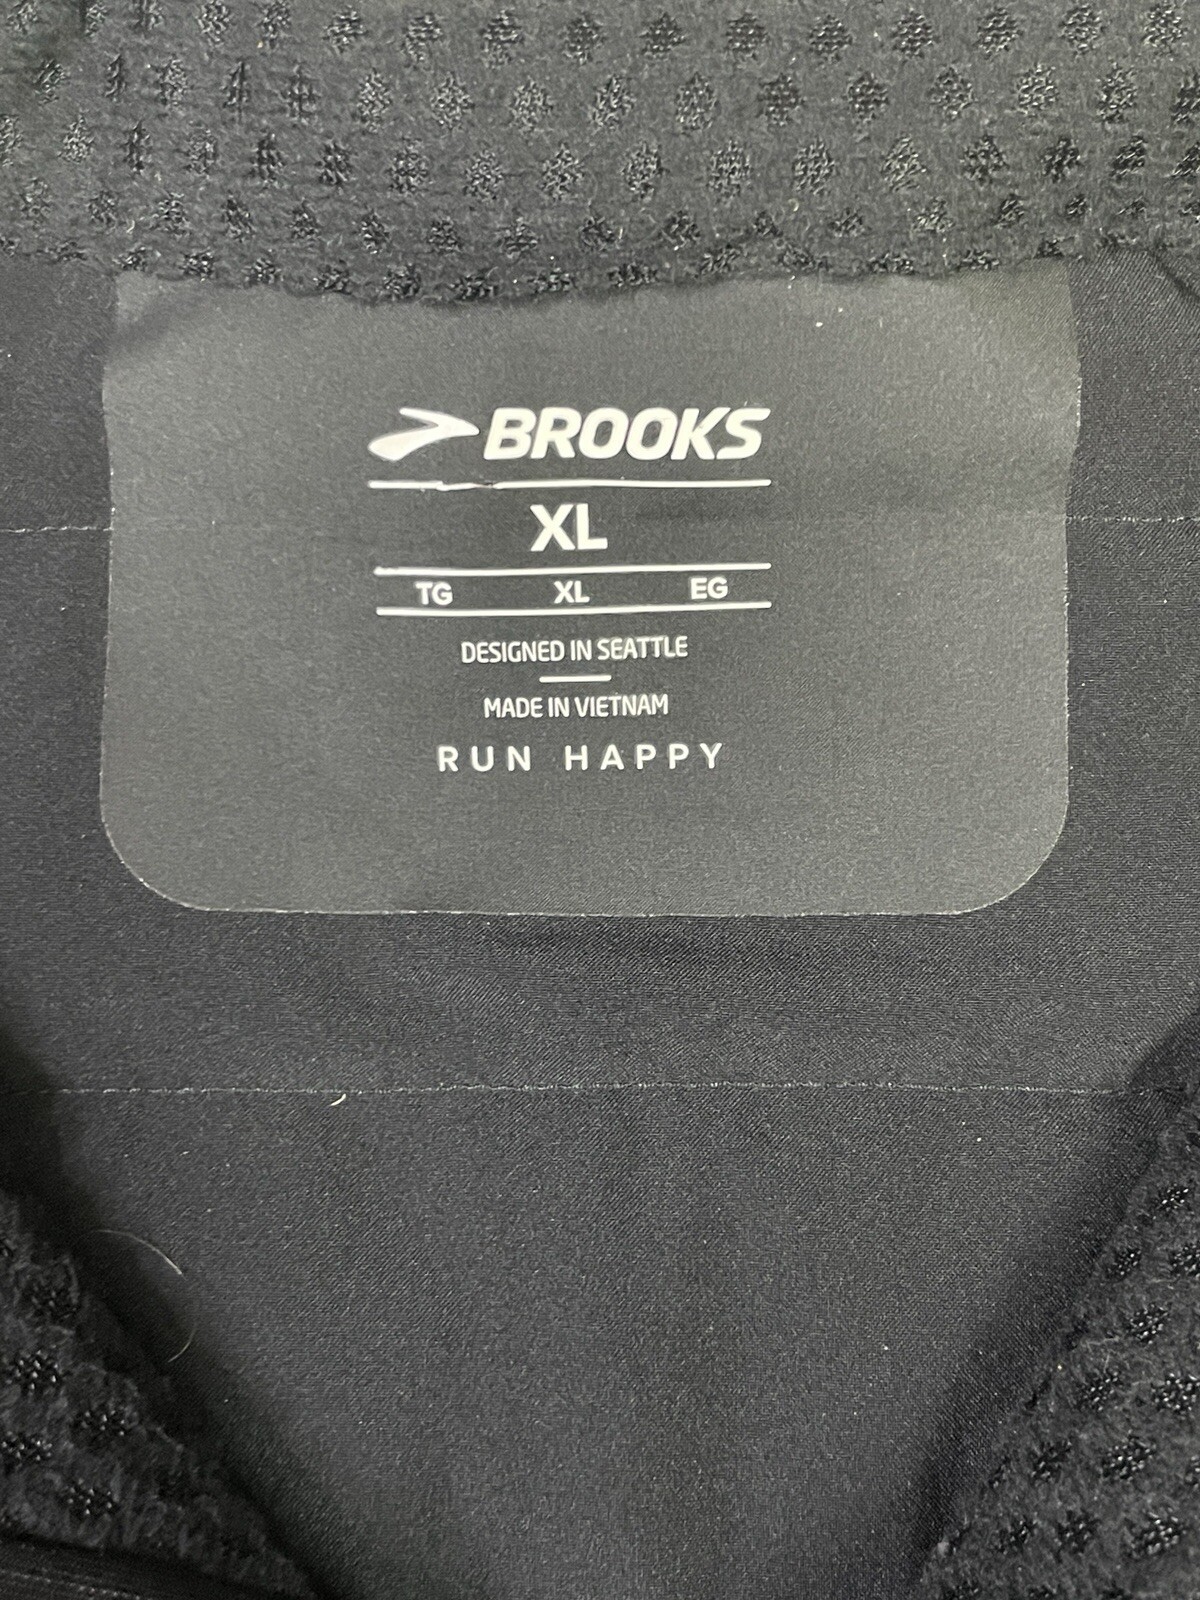 BROOKS
XL
TG XL EG
DESIGNED IN SEATTLE
MADE IN VIETNAM
RUN HAPPY